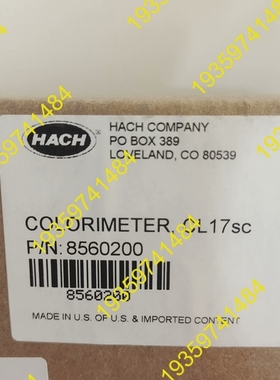 19359741484
19359741484
HACH
HACH COMPANY
PO BOX 389
LOVELAND, CO 80539
19359741484
COLORIMETER, CL17sc
P/N: 8560200
8560200
MADE IN U.S. OF U.S. & IMPORTED CONTENT
19359741484
19359741484